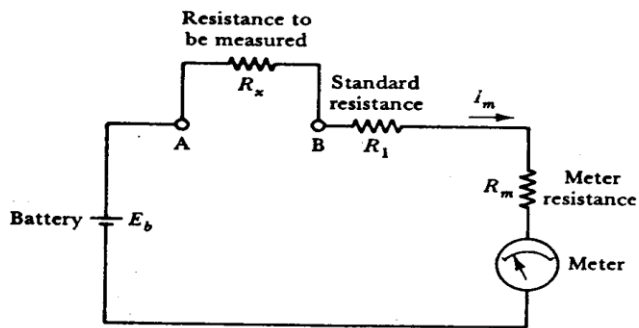 Resistance to
be measured
R_x
Standard
resistance
i_m
A
B
R_1
R_m
Meter
resistance
Battery
E_b
Meter